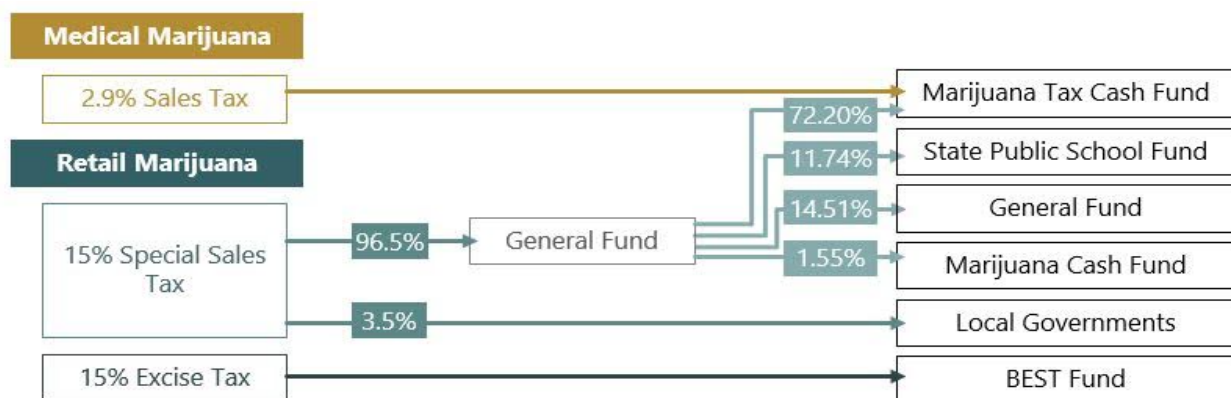 Medical Marijuana
2.9% Sales Tax
Marijuana Tax Cash Fund
72.20%
Retail Marijuana
11.74%
State Public School Fund
15% Special Sales
Tax
96.5%
General Fund
14.51%
General Fund
1.55%
Marijuana Cash Fund
3.5%
Local Governments
15% Excise Tax
BEST Fund